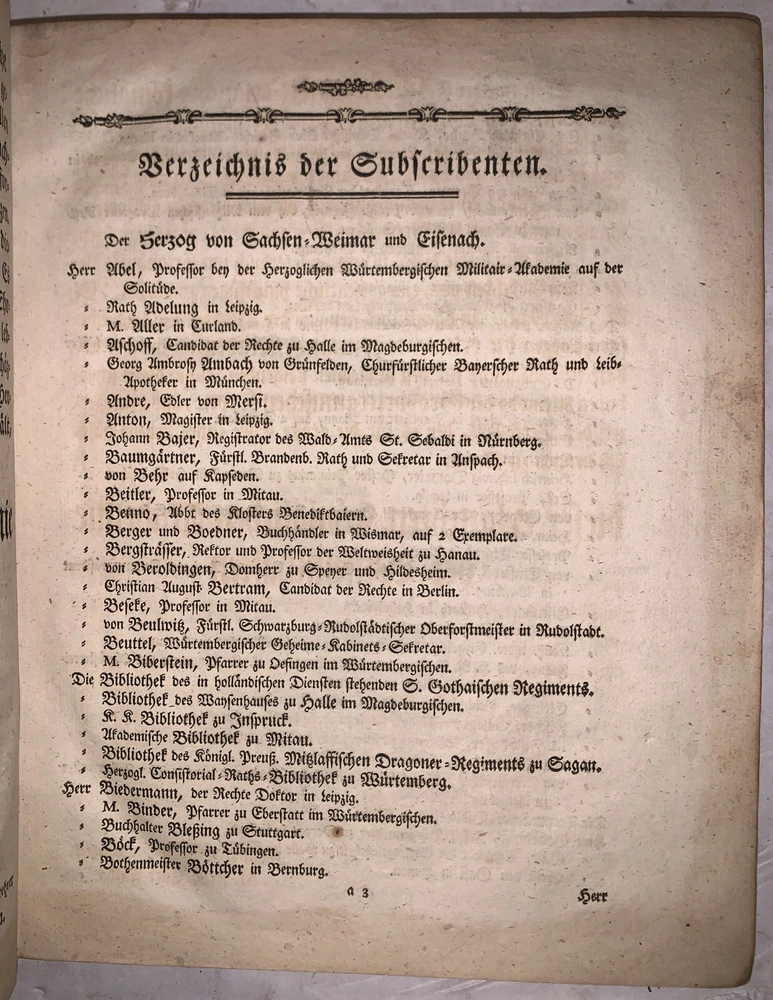 Verzeichnis der Subscribenten.
Der Herzog von Sachsen-Weimar und Eisenach.
Herr Abel, Professor bey der Herzoglichen Würtembergischen Militair-Akademie auf der
Solitüde.
= Rath Adelung in Leipzig.
= M. Aller in Curland.
= Aschoff, Candidat der Rechte zu Halle im Magdeburgischen.
= Georg Ambrosy Ambach von Grünfelden, Churfürstlicher Bayerscher Rath und Leib-
Apotheker in München.
= Andre, Edler von Mersi.
= Anton, Magister in Leipzig.
= Johann Bajer, Registrator des Wald-Amts St. Sebaldi in Nürnberg.
= Baumgärtner, Fürstl. Brandenb. Rath und Sekretar in Anspach.
= von Behr auf Kapseden.
= Beitler, Professor in Mitau.
= Benno, Abbt des Klosters Benediktbaiern.
= Berger und Boedner, Buchhändler in Wismar, auf 2 Exemplare.
= Bergsträsser, Rektor und Professor der Weltweisheit zu Hanau.
= von Beroldingen, Domherr zu Speyer und Hildesheim.
= Christian August Bertram, Candidat der Rechte in Berlin.
= Beseke, Professor in Mitau.
= von Beulwitz, Fürstl. Schwarzburg-Rudolstädtischer Oberforstmeister in Rudolstadt.
= Beuttel, Würtembergischer Geheime-Kabinets-Sekretar.
= M. Biberstein, Pfarrer zu Oefingen im Würtembergischen.
Die Bibliothek des in holländischen Diensten stehenden S. Gothaischen Regiments.
= Bibliothek des Waysenhauses zu Halle im Magdeburgischen.
= K. K. Bibliothek zu Inspruck.
= Akademische Bibliothek zu Mitau.
= Bibliothek des Königl. Preuß. Mitzlaffischen Dragoner-Regiments zu Sagan.
= Herzogl. Consistorial-Raths-Bibliothek zu Würtemberg.
Herr Biedermann, der Rechte Doktor in Leipzig.
= M. Binder, Pfarrer zu Eberstatt im Würtembergischen.
= Buchhalter Bleßing zu Stuttgart.
= Böck, Professor zu Tübingen.
= Bothenmeister Böttcher in Bernburg.
a 3
Herr